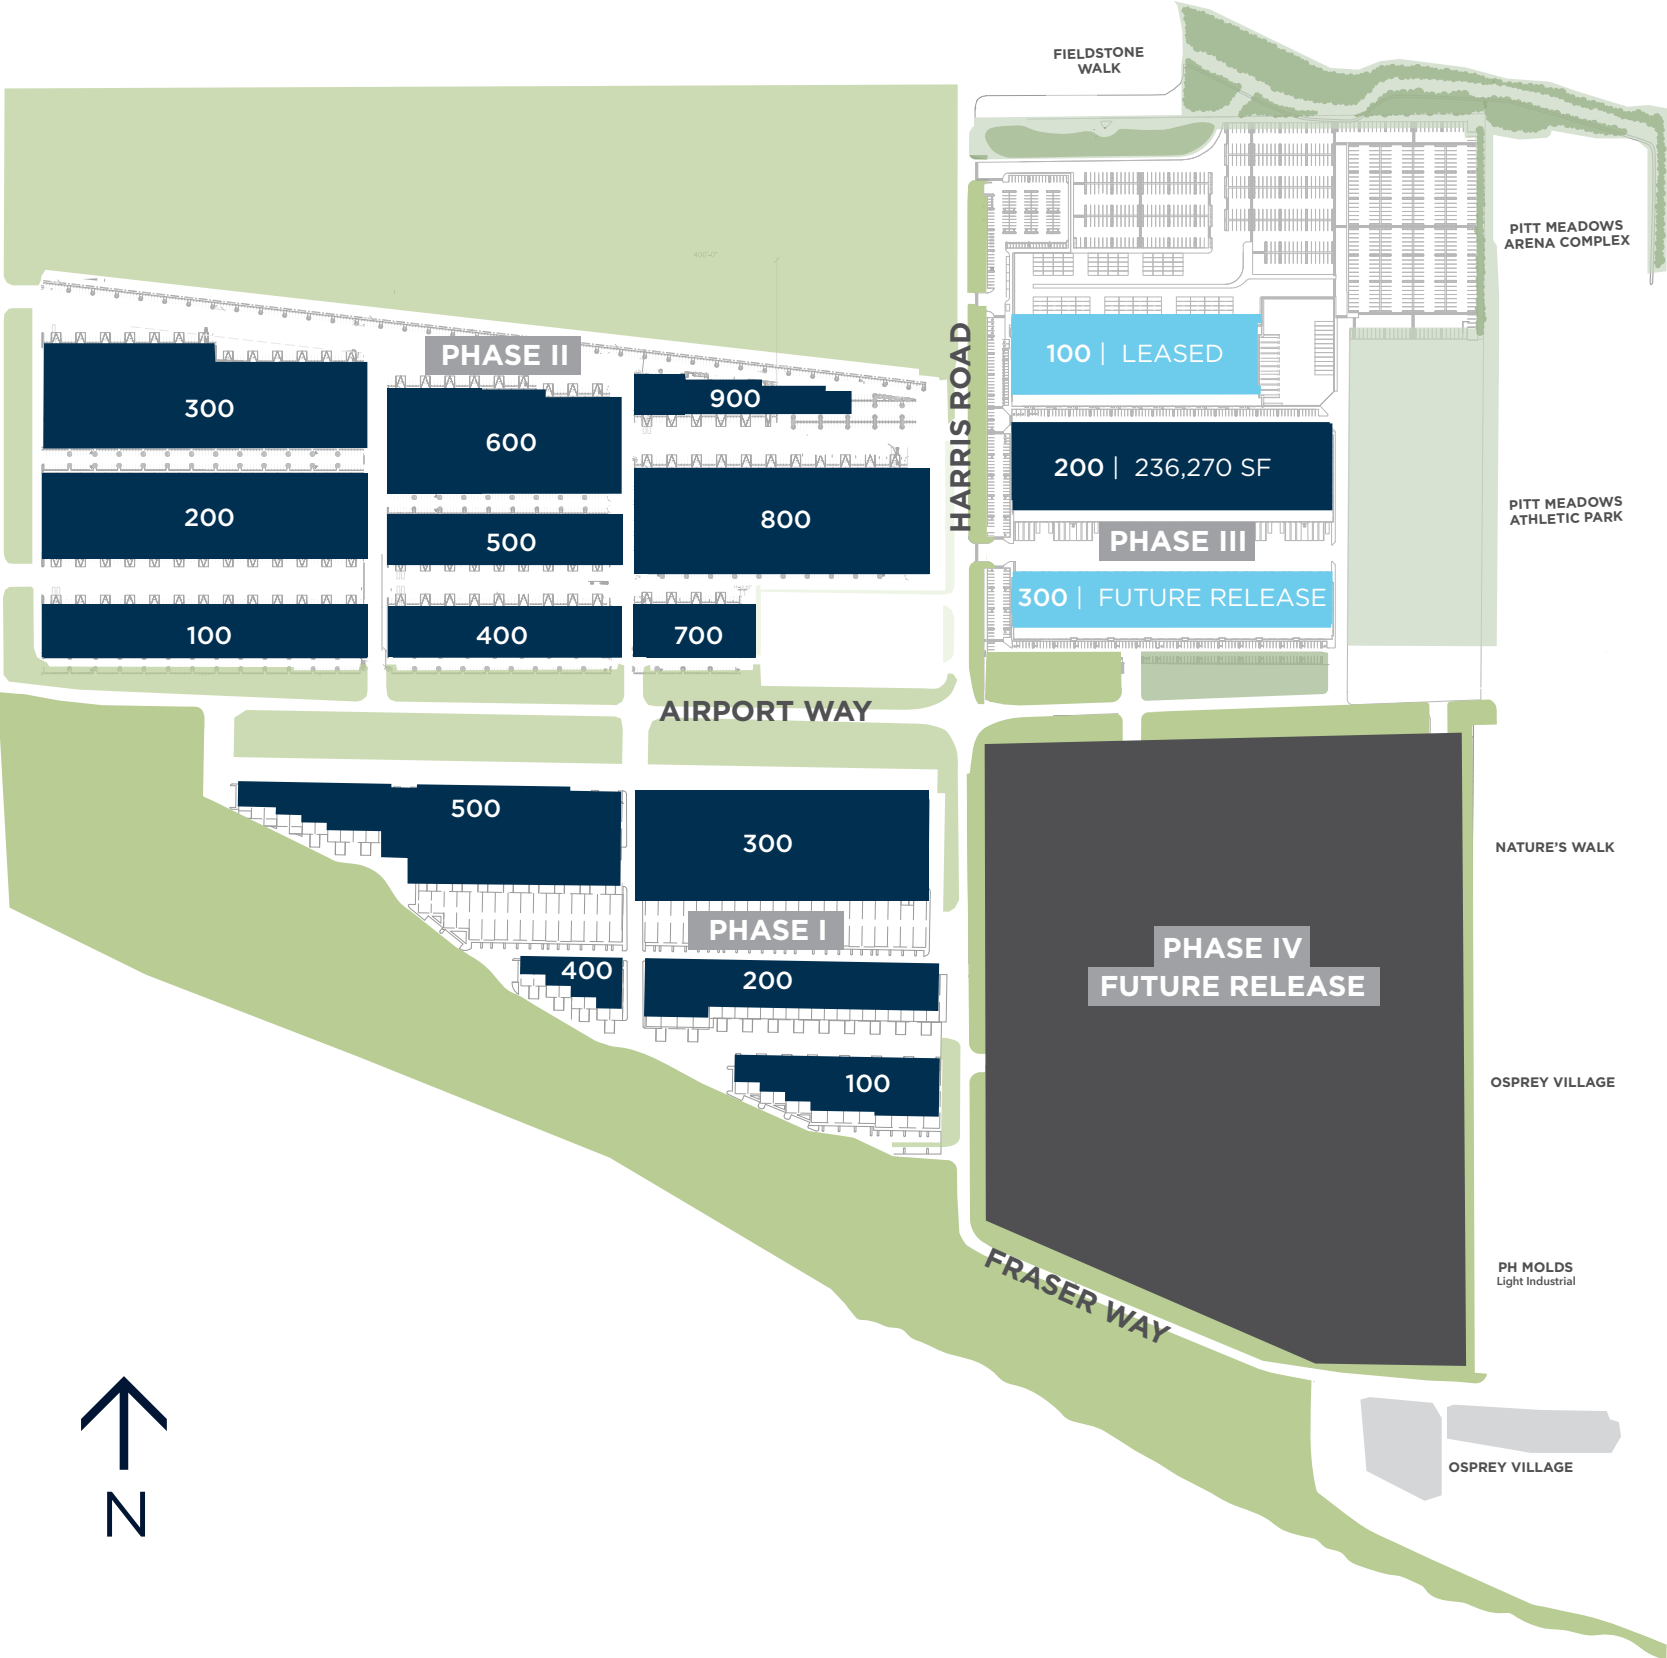 FIELDSTONE
WALK
PITT MEADOWS
ARENA COMPLEX
400'-0"
HARRIS ROAD
100 | LEASED
PHASE II
300
900
600
200 | 236,270 SF
PITT MEADOWS
ATHLETIC PARK
200
800
500
PHASE III
300 | FUTURE RELEASE
100
400
700
AIRPORT WAY
500
300
NATURE'S WALK
PHASE I
PHASE IV
FUTURE RELEASE
400
200
100
OSPREY VILLAGE
FRASER WAY
PH MOLDS
Light Industrial
OSPREY VILLAGE
N